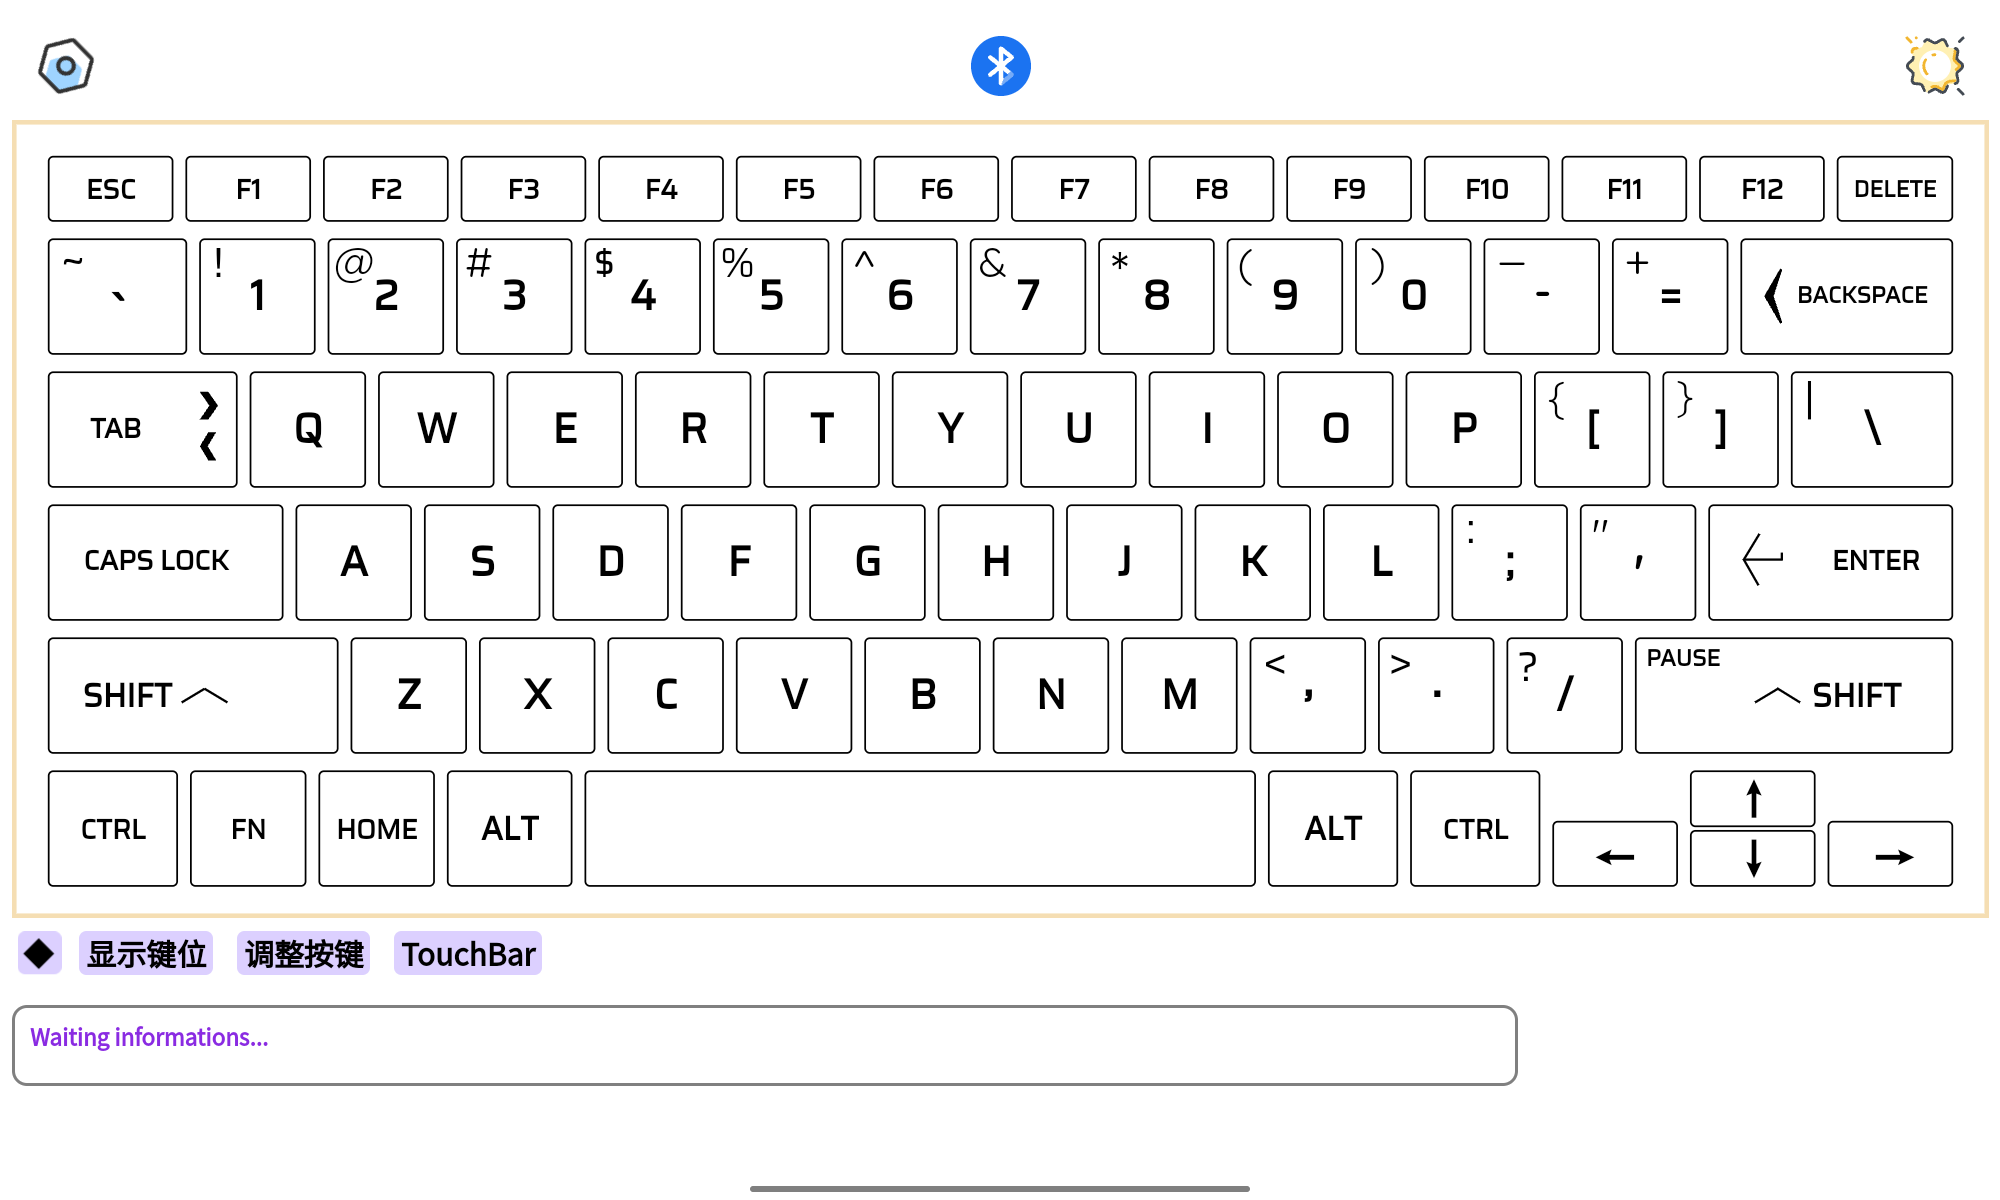 ESC F1 F2 F3 F4 F5 F6 F7 F8 F9 F10 F11 F12 DELETE
~ ` ! 1 @ 2 # 3 $ 4 % 5 ^ 6 & 7 * 8 ( 9 ) 0 — - + = BACKSPACE
TAB Q W E R T Y U I O P { [ } ] | \
CAPS LOCK A S D F G H J K L : ; " ' ENTER
SHIFT Z X C V B N M < , > . ? / PAUSE SHIFT
CTRL FN HOME ALT ALT CTRL ← ↑ ↓ →
◆ 显示键位 调整按键 TouchBar
Waiting informations...